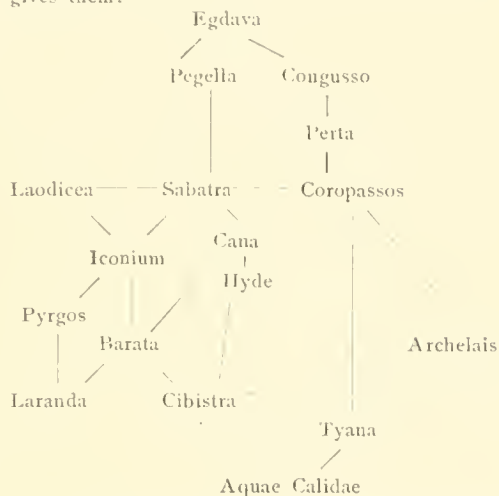 gives them:
Egdava
Pegella Congusso
Perta
Laodicea Sabatra Coropassos
Cana
Iconium
Hyde
Pyrgos
Barata
Archelais
Laranda Cibistra
Tyana
Aquae Calidae